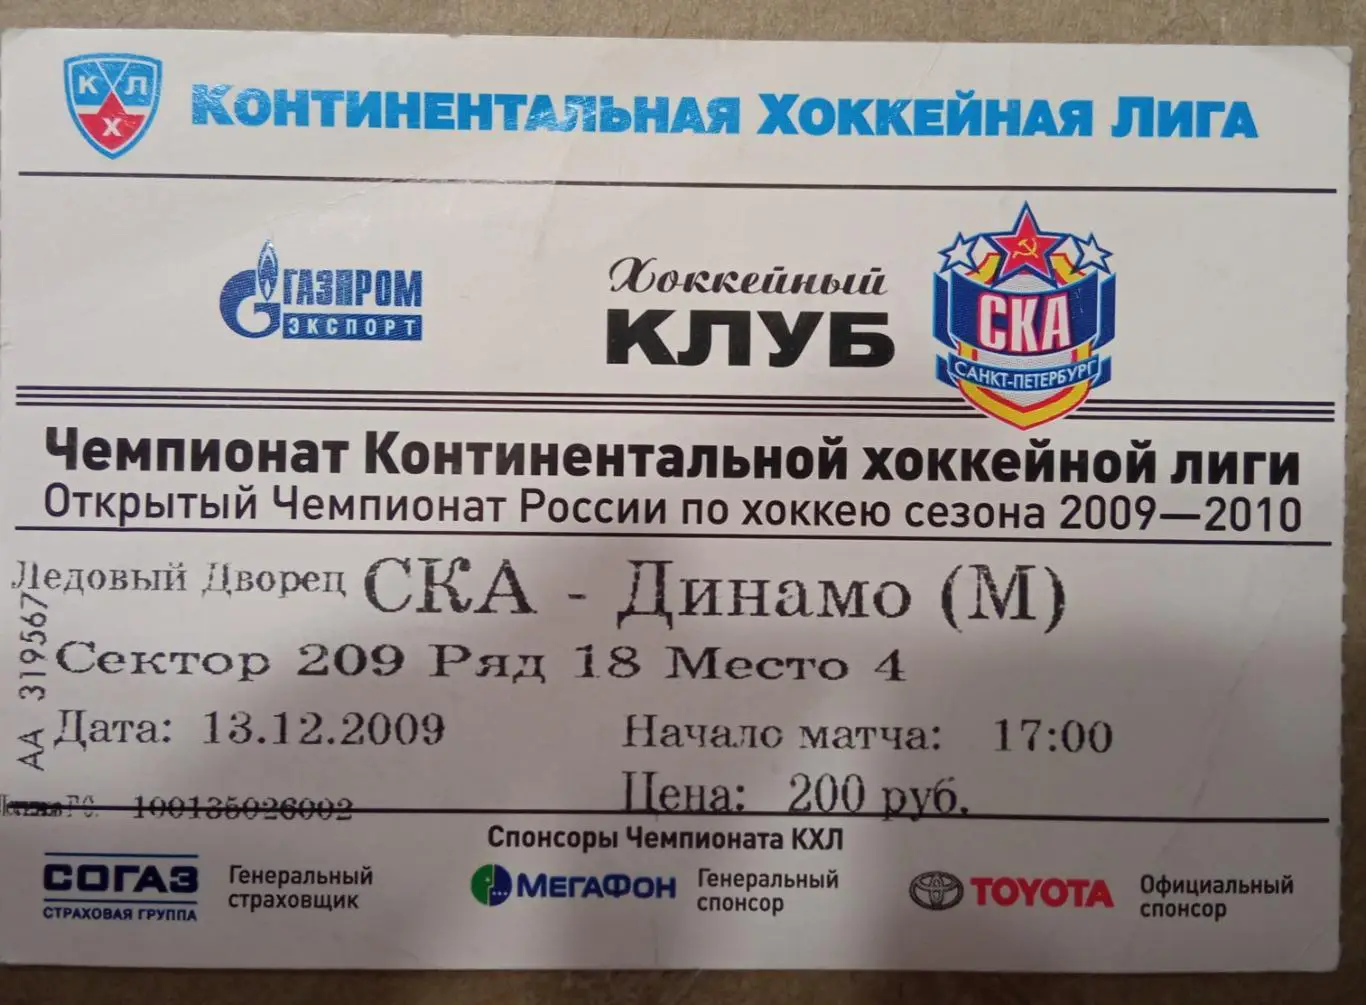 КХЛ
КОНТИНЕНТАЛЬНАЯ ХОККЕЙНАЯ ЛИГА
ГАЗПРОМ
ЭКСПОРТ
Хоккейный
КЛУБ
СКА
САНКТ-ПЕТЕРБУРГ
Чемпионат Континентальной хоккейной лиги
Открытый Чемпионат России по хоккею сезона 2009—2010
Ледовый Дворец СКА - Динамо (М)
Сектор 209 Ряд 18 Место 4
Дата: 13.12.2009 Начало матча: 17:00
Цена: 200 руб.
АА 319567
100135026002
Спонсоры Чемпионата КХЛ
СОГАЗ
СТРАХОВАЯ ГРУППА
Генеральный
страховщик
МЕГАФОН
Генеральный
спонсор
TOYOTA
Официальный
спонсор